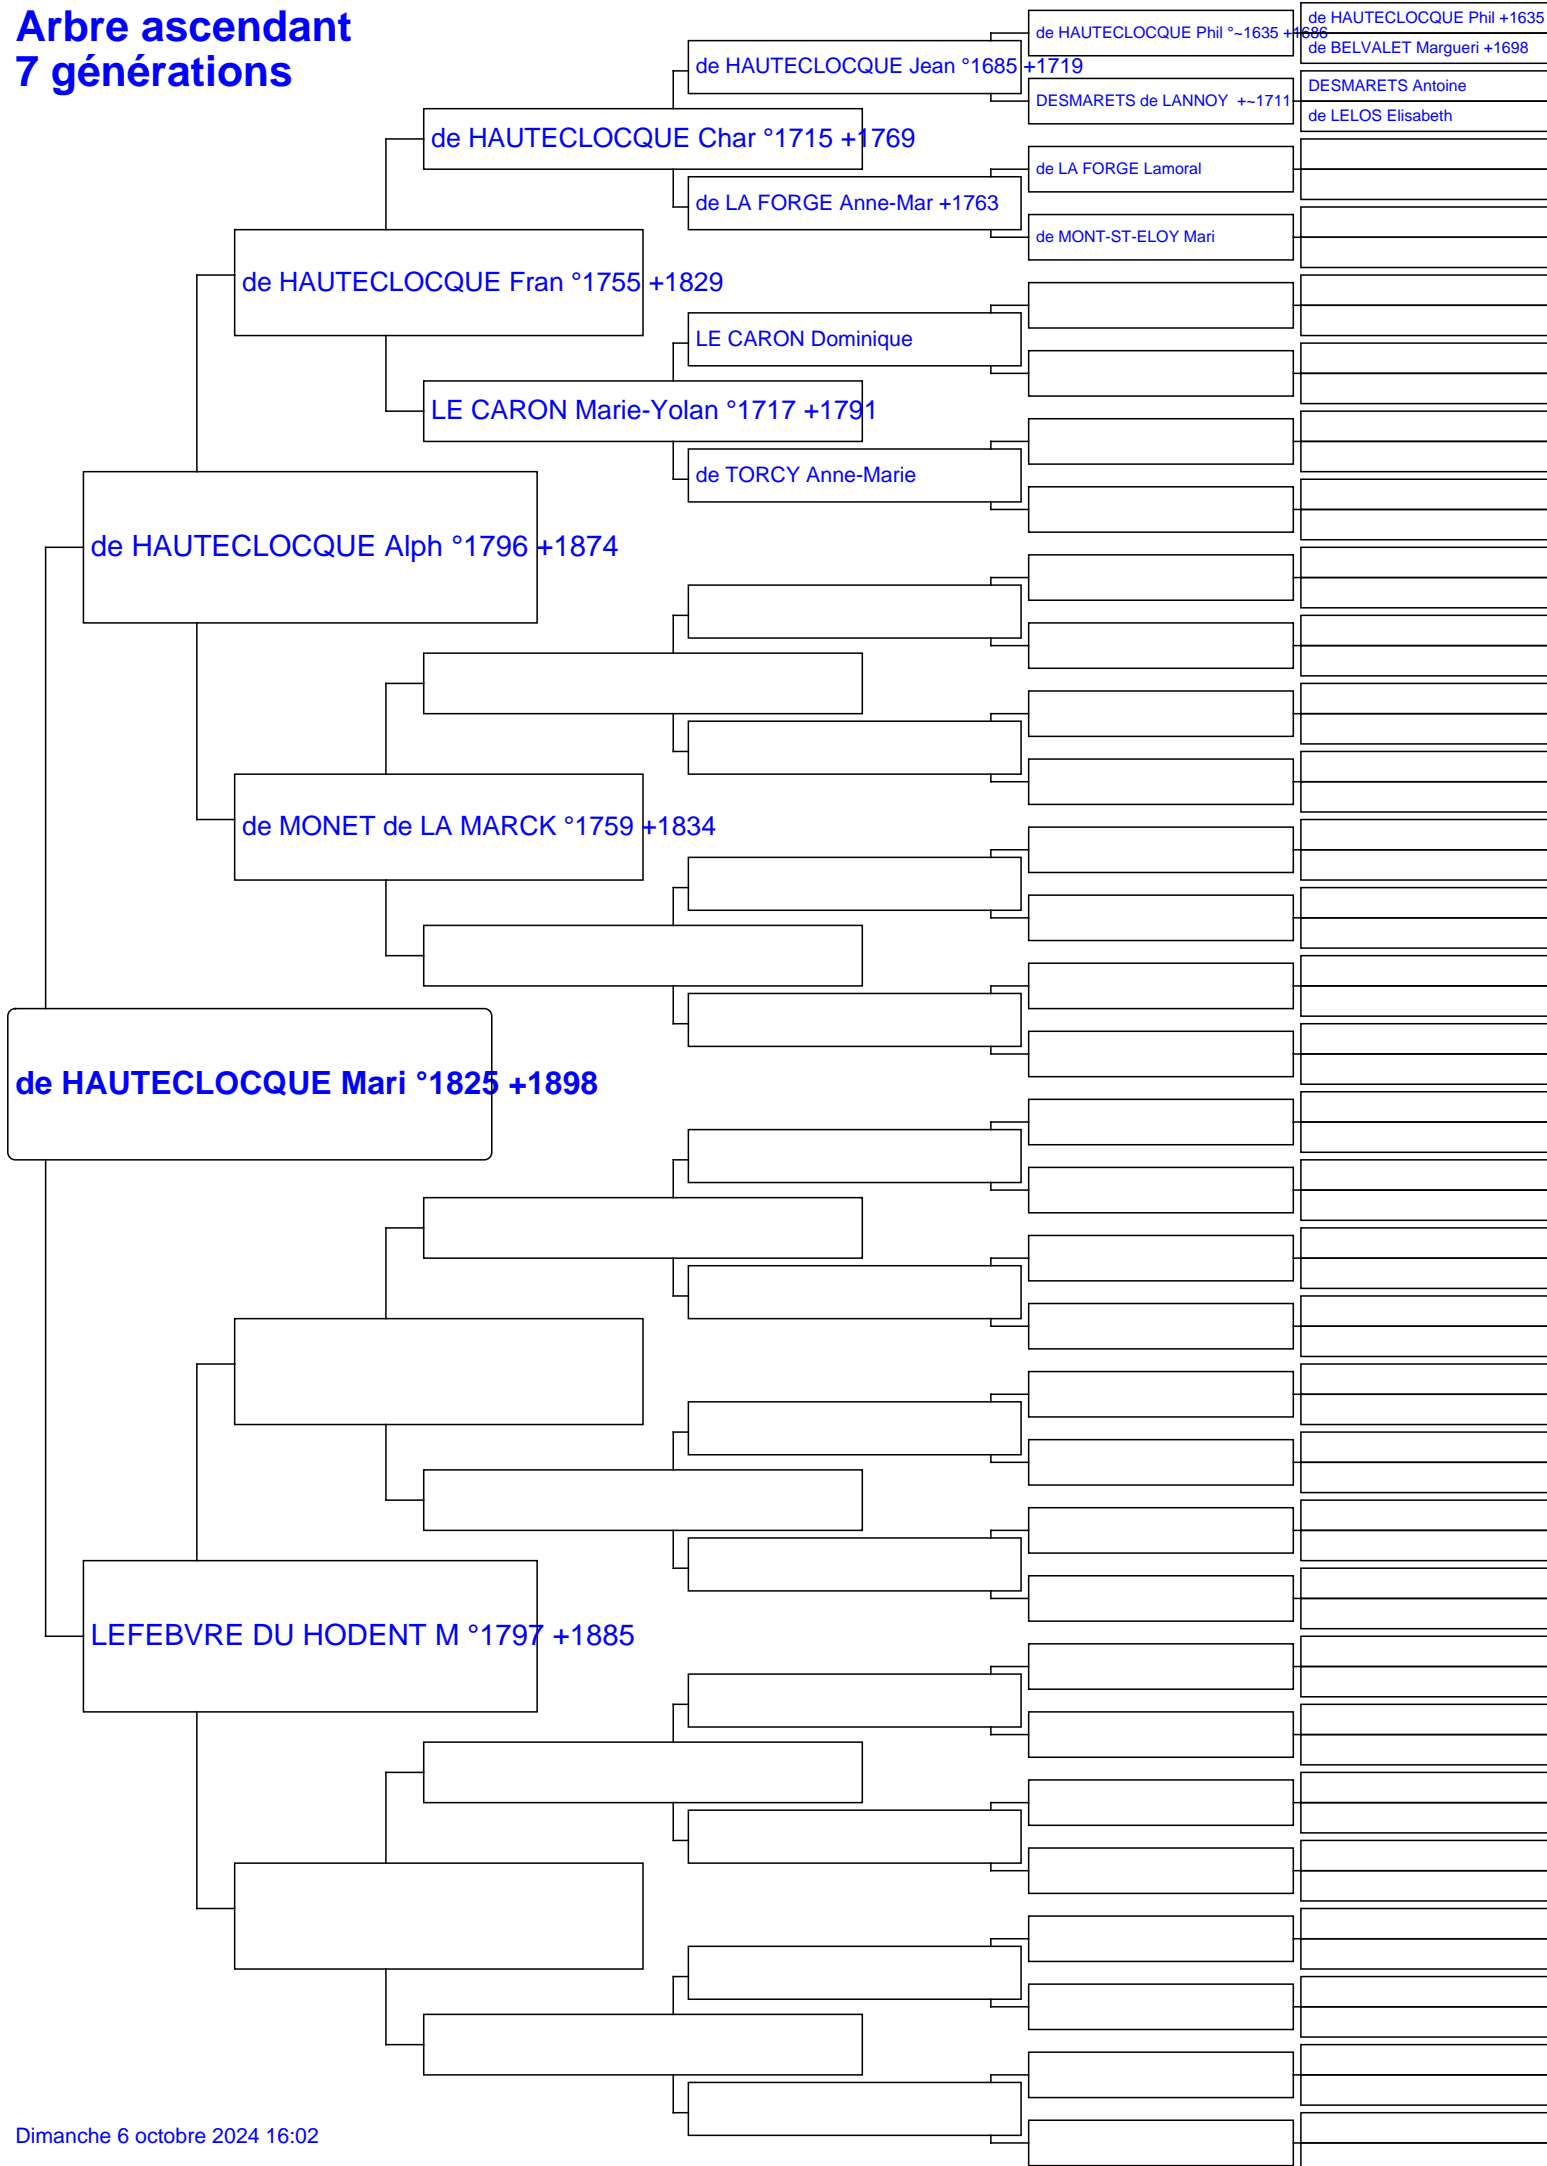 Arbre ascendant
7 générations
de HAUTECLOCQUE Phil +1635
de HAUTECLOCQUE Phil °~1635 +1686
de BELVALET Margueri +1698
de HAUTECLOCQUE Jean °1685 +1719
DESMARETS Antoine
DESMARETS de LANNOY +~1711
de LELOS Elisabeth
de HAUTECLOCQUE Char °1715 +1769
de LA FORGE Lamoral
de LA FORGE Anne-Mar +1763
de MONT-ST-ELOY Mari
de HAUTECLOCQUE Fran °1755 +1829
LE CARON Dominique
LE CARON Marie-Yolan °1717 +1791
de TORCY Anne-Marie
de HAUTECLOCQUE Alph °1796 +1874
de MONET de LA MARCK °1759 +1834
de HAUTECLOCQUE Mari °1825 +1898
LEFEBVRE DU HODENT M °1797 +1885
Dimanche 6 octobre 2024 16:02